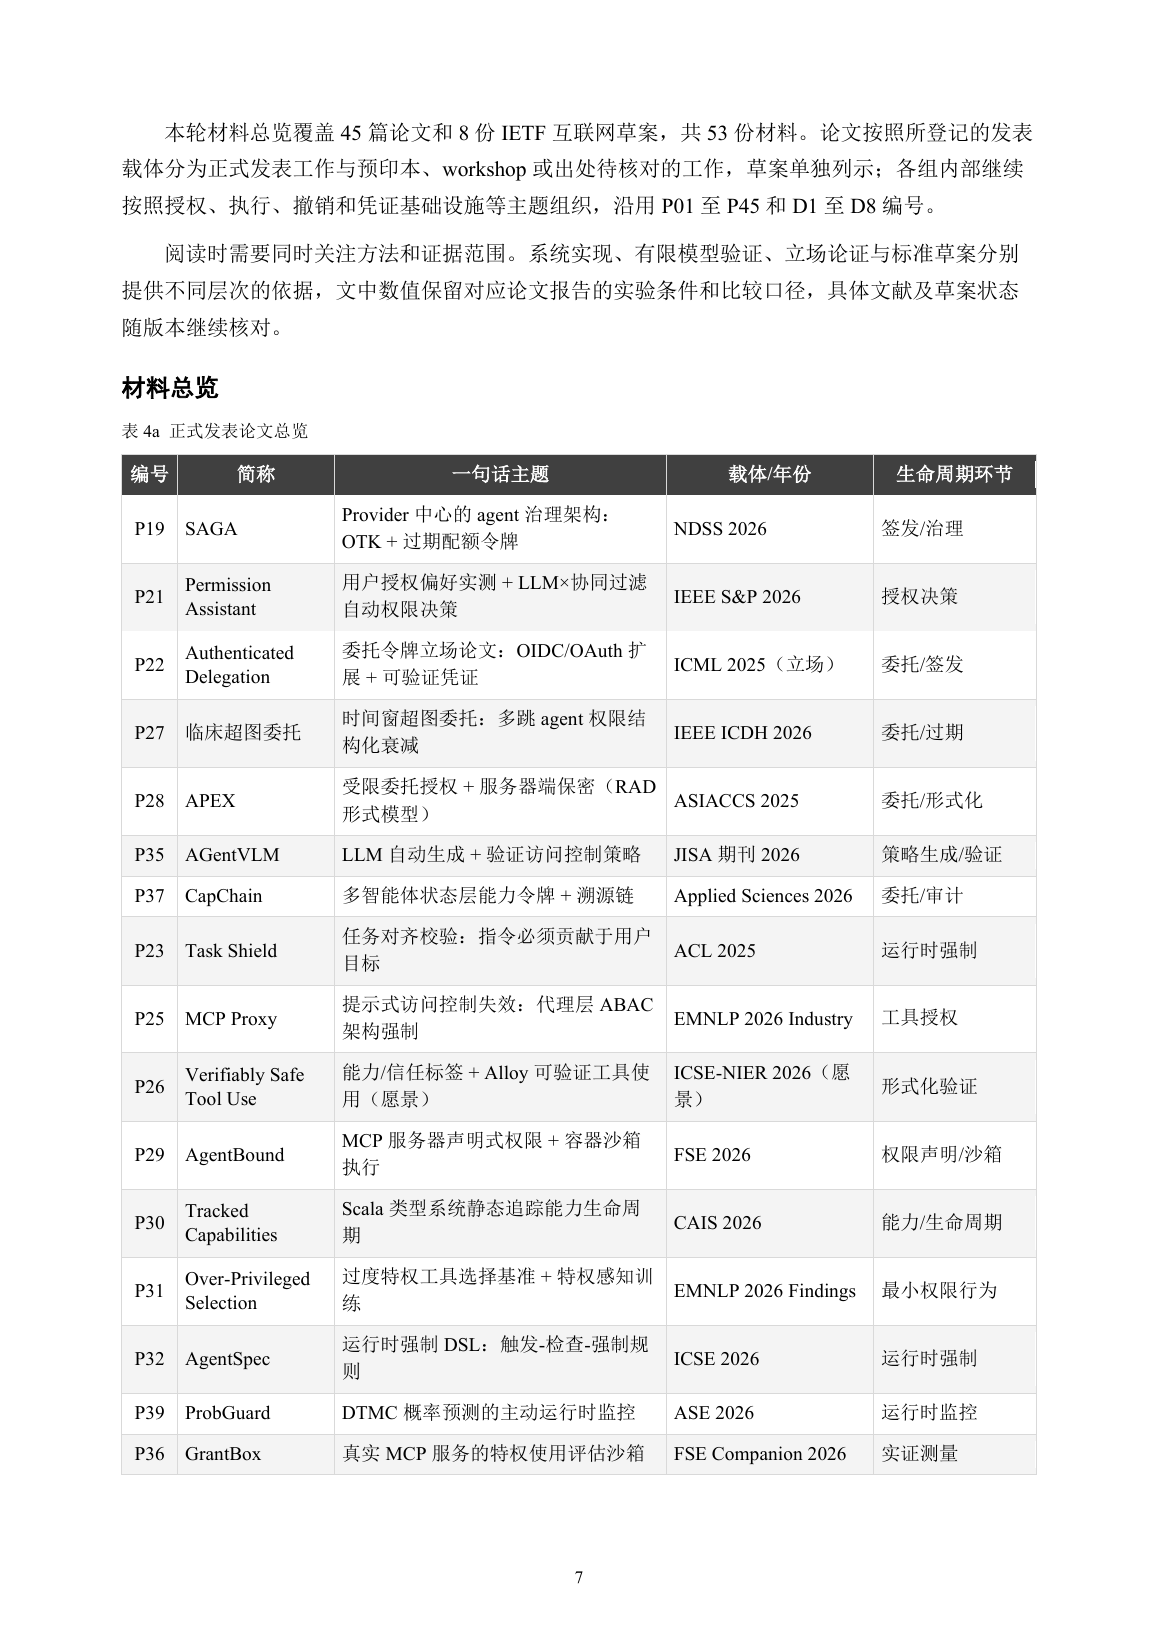 本轮材料总览覆盖 45 篇论文和 8 份 IETF 互联网草案，共 53 份材料。论文按照所登记的发表
载体分为正式发表工作与预印本、workshop 或出处待核对的工作，草案单独列示；各组内部继续
按照授权、执行、撤销和凭证基础设施等主题组织，沿用 P01 至 P45 和 D1 至 D8 编号。
阅读时需要同时关注方法和证据范围。系统实现、有限模型验证、立场论证与标准草案分别
提供不同层次的依据，文中数值保留对应论文报告的实验条件和比较口径，具体文献及草案状态
随版本继续核对。
材料总览
表 4a 正式发表论文总览
编号 简称 一句话主题 载体/年份 生命周期环节
P19 SAGA Provider 中心的 agent 治理架构： NDSS 2026 签发/治理
OTK + 过期配额令牌
P21 Permission 用户授权偏好实测 + LLM×协同过滤 IEEE S&P 2026 授权决策
Assistant 自动权限决策
P22 Authenticated 委托令牌立场论文：OIDC/OAuth 扩 ICML 2025（立场） 委托/签发
Delegation 展 + 可验证凭证
P27 临床超图委托 时间窗超图委托：多跳 agent 权限结 IEEE ICDH 2026 委托/过期
构化衰减
P28 APEX 受限委托授权 + 服务器端保密（RAD ASIACCS 2025 委托/形式化
形式模型）
P35 AGentVLM LLM 自动生成 + 验证访问控制策略 JISA 期刊 2026 策略生成/验证
P37 CapChain 多智能体状态层能力令牌 + 溯源链 Applied Sciences 2026 委托/审计
P23 Task Shield 任务对齐校验：指令必须贡献于用户 ACL 2025 运行时强制
目标
P25 MCP Proxy 提示式访问控制失效：代理层 ABAC EMNLP 2026 Industry 工具授权
架构强制
P26 Verifiably Safe 能力/信任标签 + Alloy 可验证工具使 ICSE-NIER 2026（愿 形式化验证
Tool Use 用（愿景） 景）
P29 AgentBound MCP 服务器声明式权限 + 容器沙箱 FSE 2026 权限声明/沙箱
执行
P30 Tracked Scala 类型系统静态追踪能力生命周 CAIS 2026 能力/生命周期
Capabilities 期
P31 Over-Privileged 过度特权工具选择基准 + 特权感知训 EMNLP 2026 Findings 最小权限行为
Selection 练
P32 AgentSpec 运行时强制 DSL：触发-检查-强制规 ICSE 2026 运行时强制
则
P39 ProbGuard DTMC 概率预测的主动运行时监控 ASE 2026 运行时监控
P36 GrantBox 真实 MCP 服务的特权使用评估沙箱 FSE Companion 2026 实证测量
7